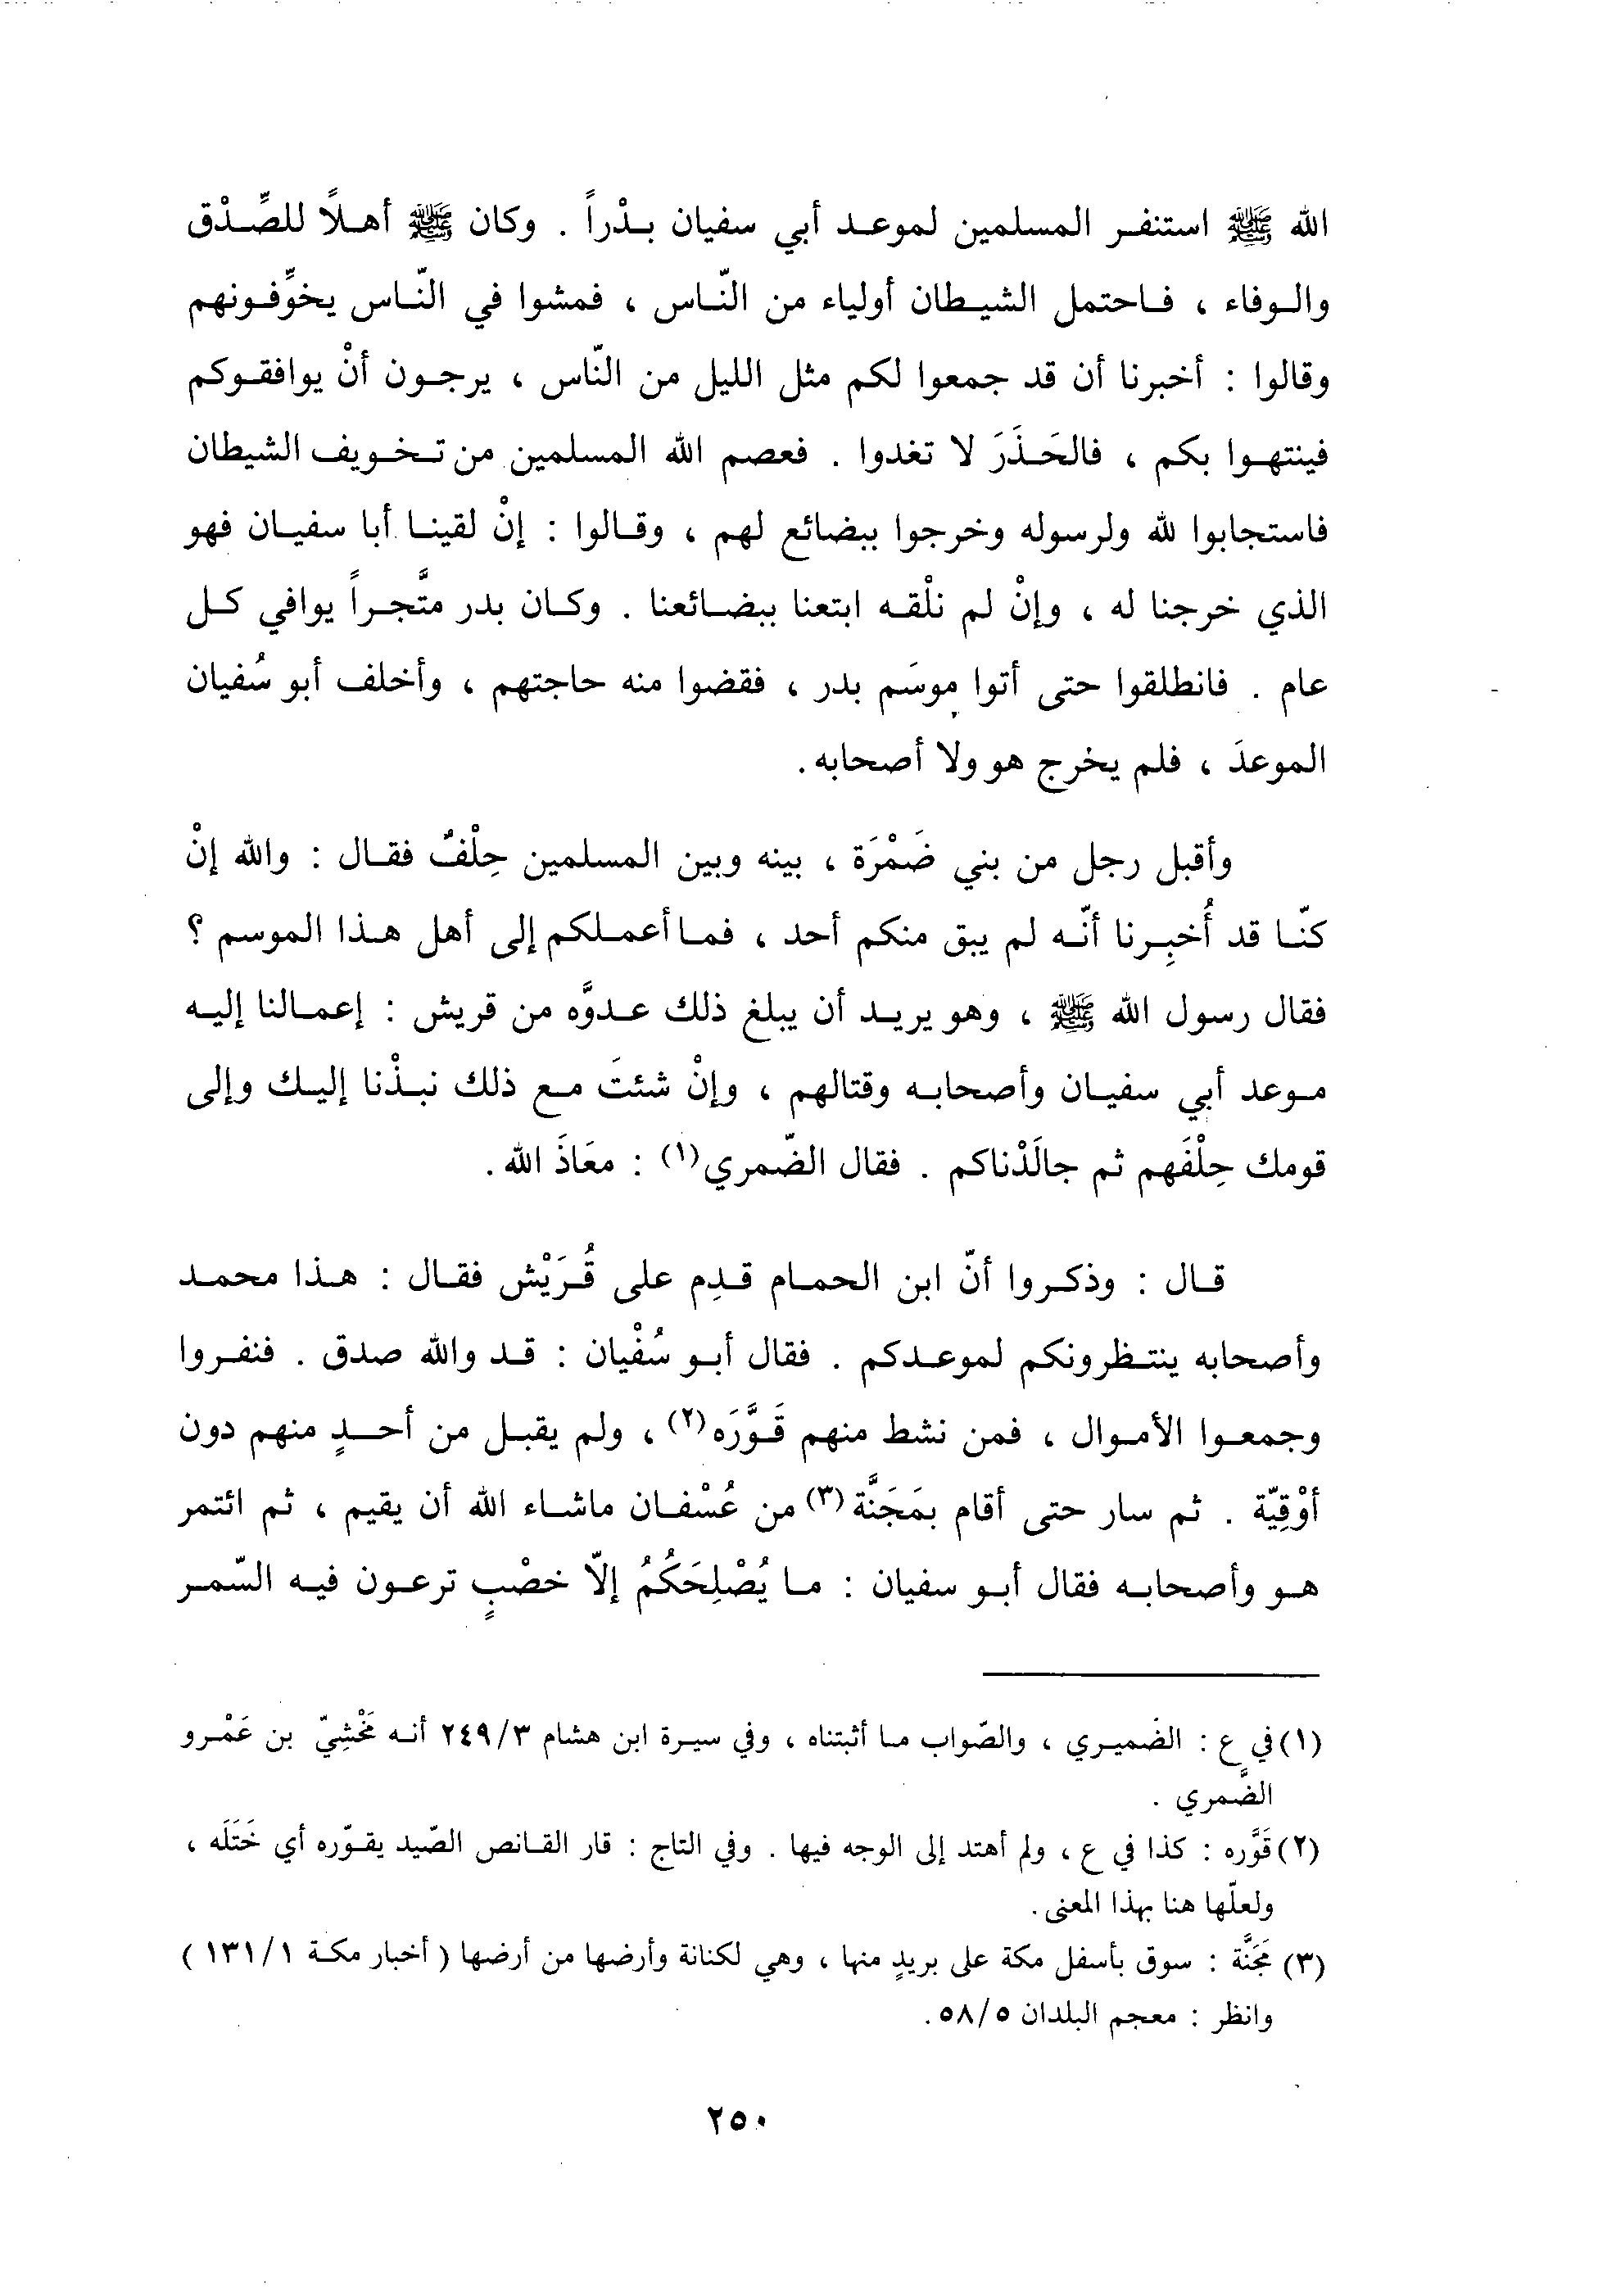 الله ﷺ استنفر المسلمين لموعد أبي سفيان بدْراً . وكان ﷺ أهلاً للصِّدْق
والوفاء ، فاحتمل الشيطان أولياء من النّاس ، فمشوا في النّاس يخوِّفونهم
وقالوا : أخبرنا أن قد جمعوا لكم مثل الليل من النّاس ، يرجون أنْ يوافقوكم
فينتهوا بكم ، فالحَذَرَ لا تغدوا . فعصم الله المسلمين من تخويف الشيطان
فاستجابوا لله ولرسوله وخرجوا ببضائع لهم ، وقالوا : إنْ لقينا أبا سفيان فهو
الذي خرجنا له ، وإنْ لم نلْقه ابتعنا ببضائعنا . وكان بدر متَّجراً يوافي كل
عام . فانطلقوا حتى أتوا موسَم بدر ، فقضوا منه حاجتهم ، وأخلف أبو سُفيان
الموعدَ ، فلم يخرج هو ولا أصحابه .
وأقبل رجل من بني ضَمْرَة ، بينه وبين المسلمين حِلْفٌ فقال : والله إنْ
كنّا قد أُخبِرنا أنّه لم يبق منكم أحد ، فما أعملكم إلى أهل هذا الموسم ؟
فقال رسول الله ﷺ ، وهو يريد أن يبلغ ذلك عدوَّه من قريش : إعمالنا إليه
موعد أبي سفيان وأصحابه وقتالهم ، وإنْ شئتَ مع ذلك نبذْنا إليك وإلى
قومك حِلْفَهم ثم جالَدْناكم . فقال الضّمري(١) : معَاذَ الله .
قال : وذكروا أنّ ابن الحمام قدِم على قُرَيْش فقال : هذا محمد
وأصحابه ينتظرونكم لموعدكم . فقال أبو سُفْيان : قد والله صدق . فنفروا
وجمعوا الأموال ، فمن نشط منهم قَوَّرَه(٢) ، ولم يقبل من أحدٍ منهم دون
أوْقِيّة . ثم سار حتى أقام بمَجَنَّة(٣) من عُسْفان ماشاء الله أن يقيم ، ثم ائتمر
هو وأصحابه فقال أبو سفيان : ما يُصْلِحَكُمُ إلاّ خصْبٍ ترعون فيه السّمر
(١) في ع : الضميري ، والصّواب ما أثبتناه ، وفي سيرة ابن هشام ٢٤٩/٣ أنه مَخْشِيّ بن عَمْرو
الضَّمري .
(٢) قَوَّره : كذا في ع ، ولم أهتد إلى الوجه فيها . وفي التاج : قار القانص الصّيد يقوّره أي خَتَلَه ،
ولعلّها هنا بهذا المعنى .
(٣) مَجَنَّة : سوق بأسفل مكة على بريدٍ منها ، وهي لكنانة وأرضها من أرضها ( أخبار مكة ١٣١/١ )
وانظر : معجم البلدان ٥٨/٥ .
٢٥٠